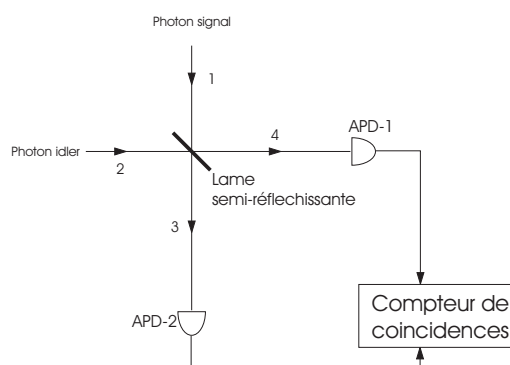 Photon signal
1
4
APD-1
Photon idler
2
Lame
semi-réflechissante
3
APD-2
Compteur de
coincidences